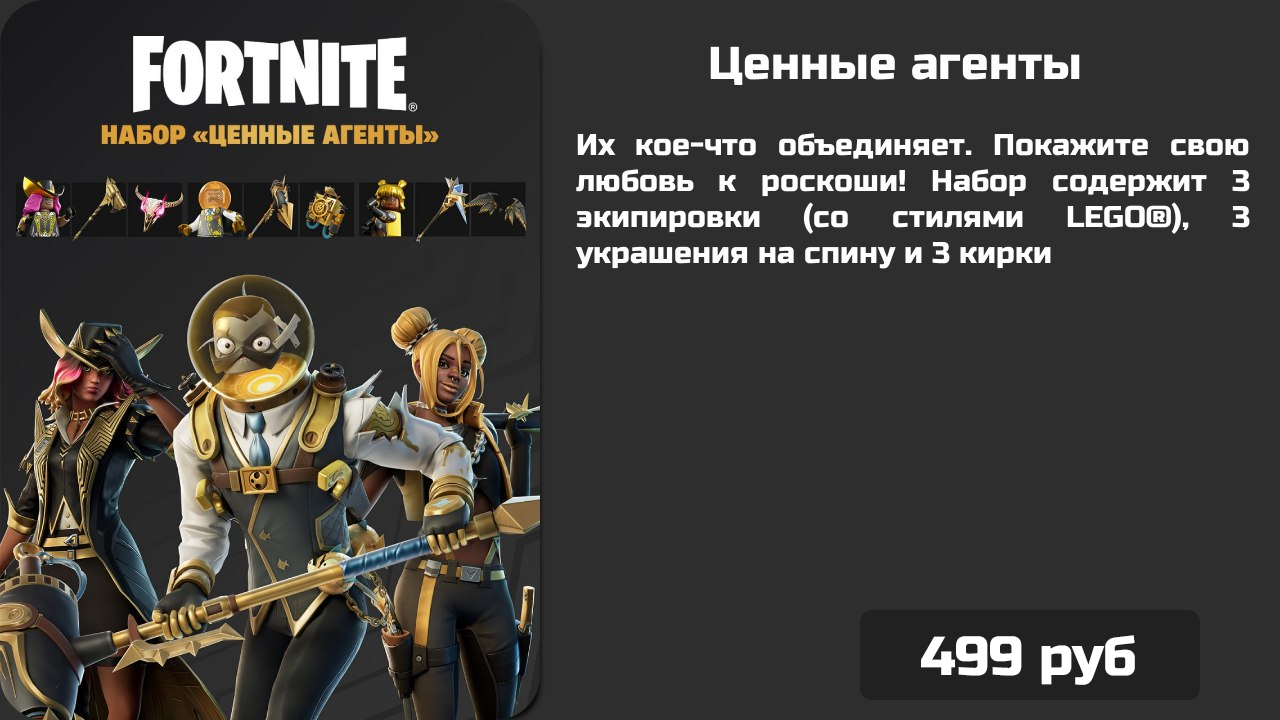 FORTNITE®
НАБОР «ЦЕННЫЕ АГЕНТЫ»
Ценные агенты
Их кое-что объединяет. Покажите свою
любовь к роскоши! Набор содержит 3
экипировки (со стилями LEGO®), 3
украшения на спину и 3 кирки
499 руб